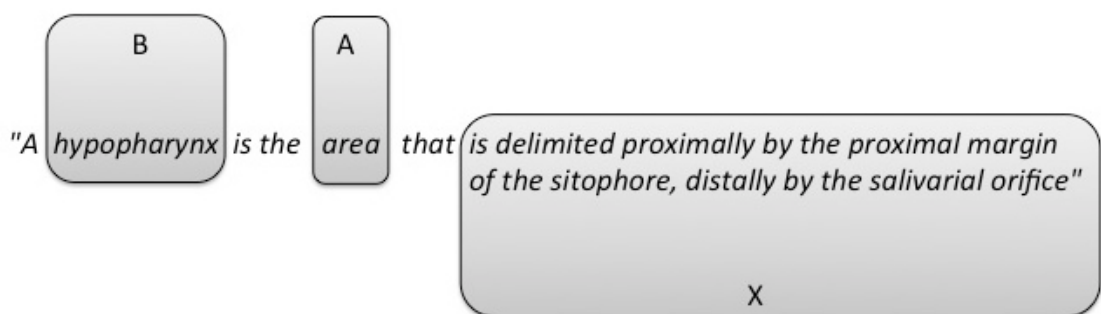 B
A
"A hypopharynx is the area that is delimited proximally by the proximal margin
of the sitophore, distally by the salivarial orifice"
X